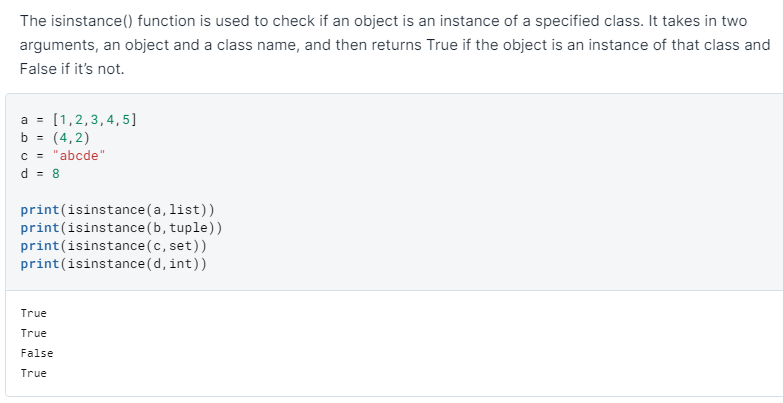 The isinstance() function is used to check if an object is an instance of a specified class. It takes in two
arguments, an object and a class name, and then returns True if the object is an instance of that class and
False if it's not.
a = [1,2,3,4,5]
b = (4,2)
c = "abcde"
d = 8
print(isinstance(a,list))
print(isinstance(b,tuple))
print(isinstance(c,set))
print(isinstance(d,int))
True
True
False
True